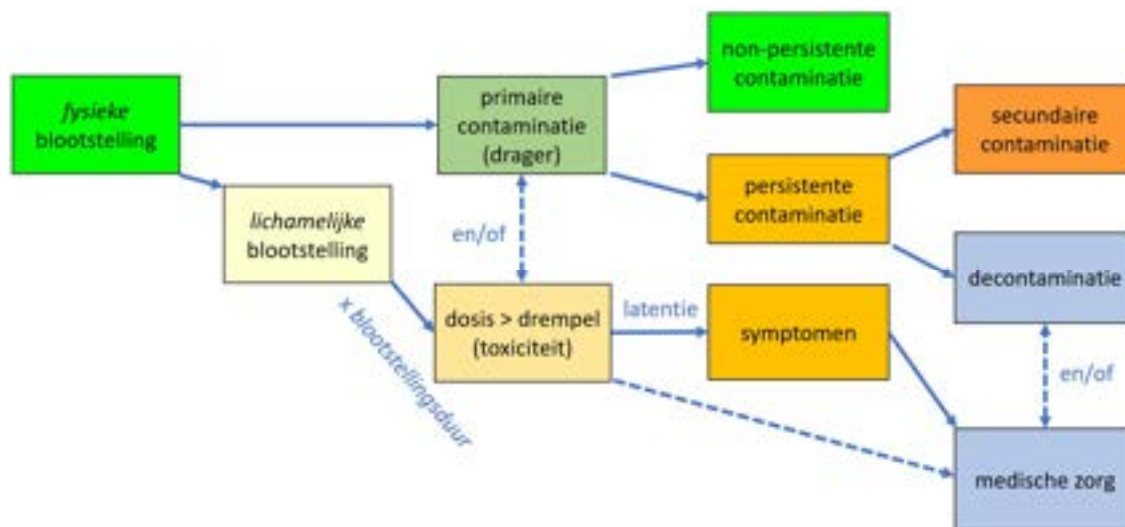 fysieke
blootstelling
primaire
contaminatie
(drager)
non-persistente
contaminatie
secundaire
contaminatie
persistente
contaminatie
lichamelijke
blootstelling
en/of
decontaminatie
x blootstellingsduur
dosis > drempel
(toxiciteit)
latentie
symptomen
en/of
medische zorg